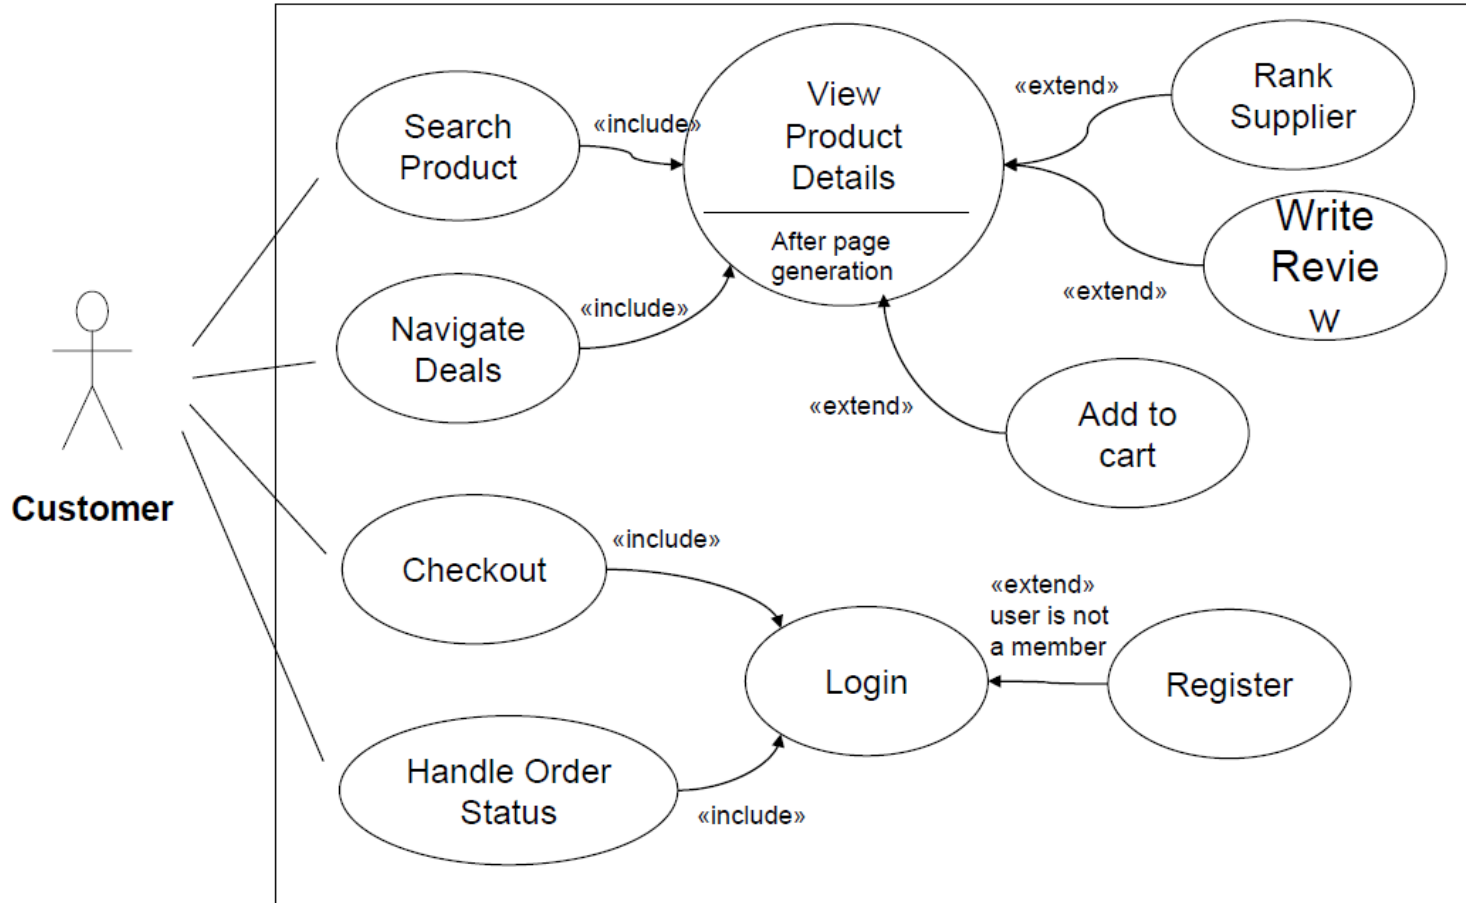 Search
Product
«include»
View
Product
Details
After page
generation
«extend»
Rank
Supplier
Write
Revie
w
«extend»
Navigate
Deals
«include»
«extend»
Add to
cart
Customer
Checkout
«include»
Login
«extend»
user is not
a member
Register
Handle Order
Status
«include»